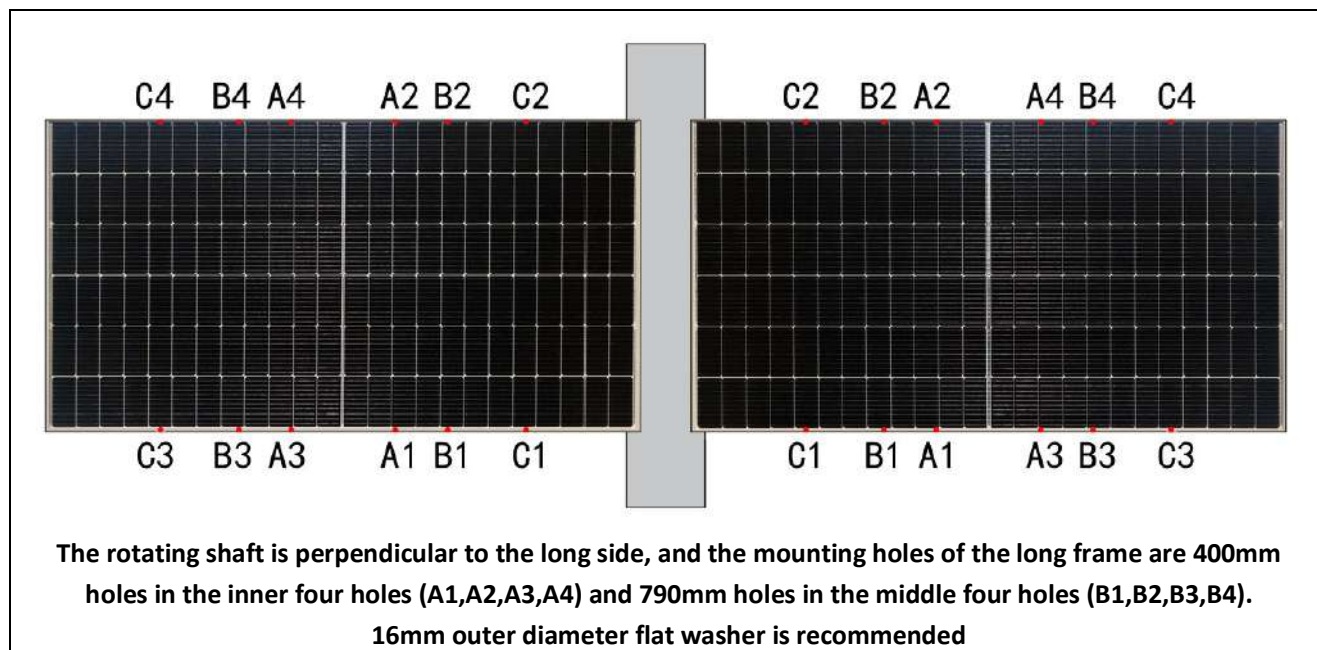 C4 B4 A4 A2 B2 C2 C2 B2 A2 A4 B4 C4
C3 B3 A3 A1 B1 C1 C1 B1 A1 A3 B3 C3
The rotating shaft is perpendicular to the long side, and the mounting holes of the long frame are 400mm
holes in the inner four holes (A1,A2,A3,A4) and 790mm holes in the middle four holes (B1,B2,B3,B4).
16mm outer diameter flat washer is recommended